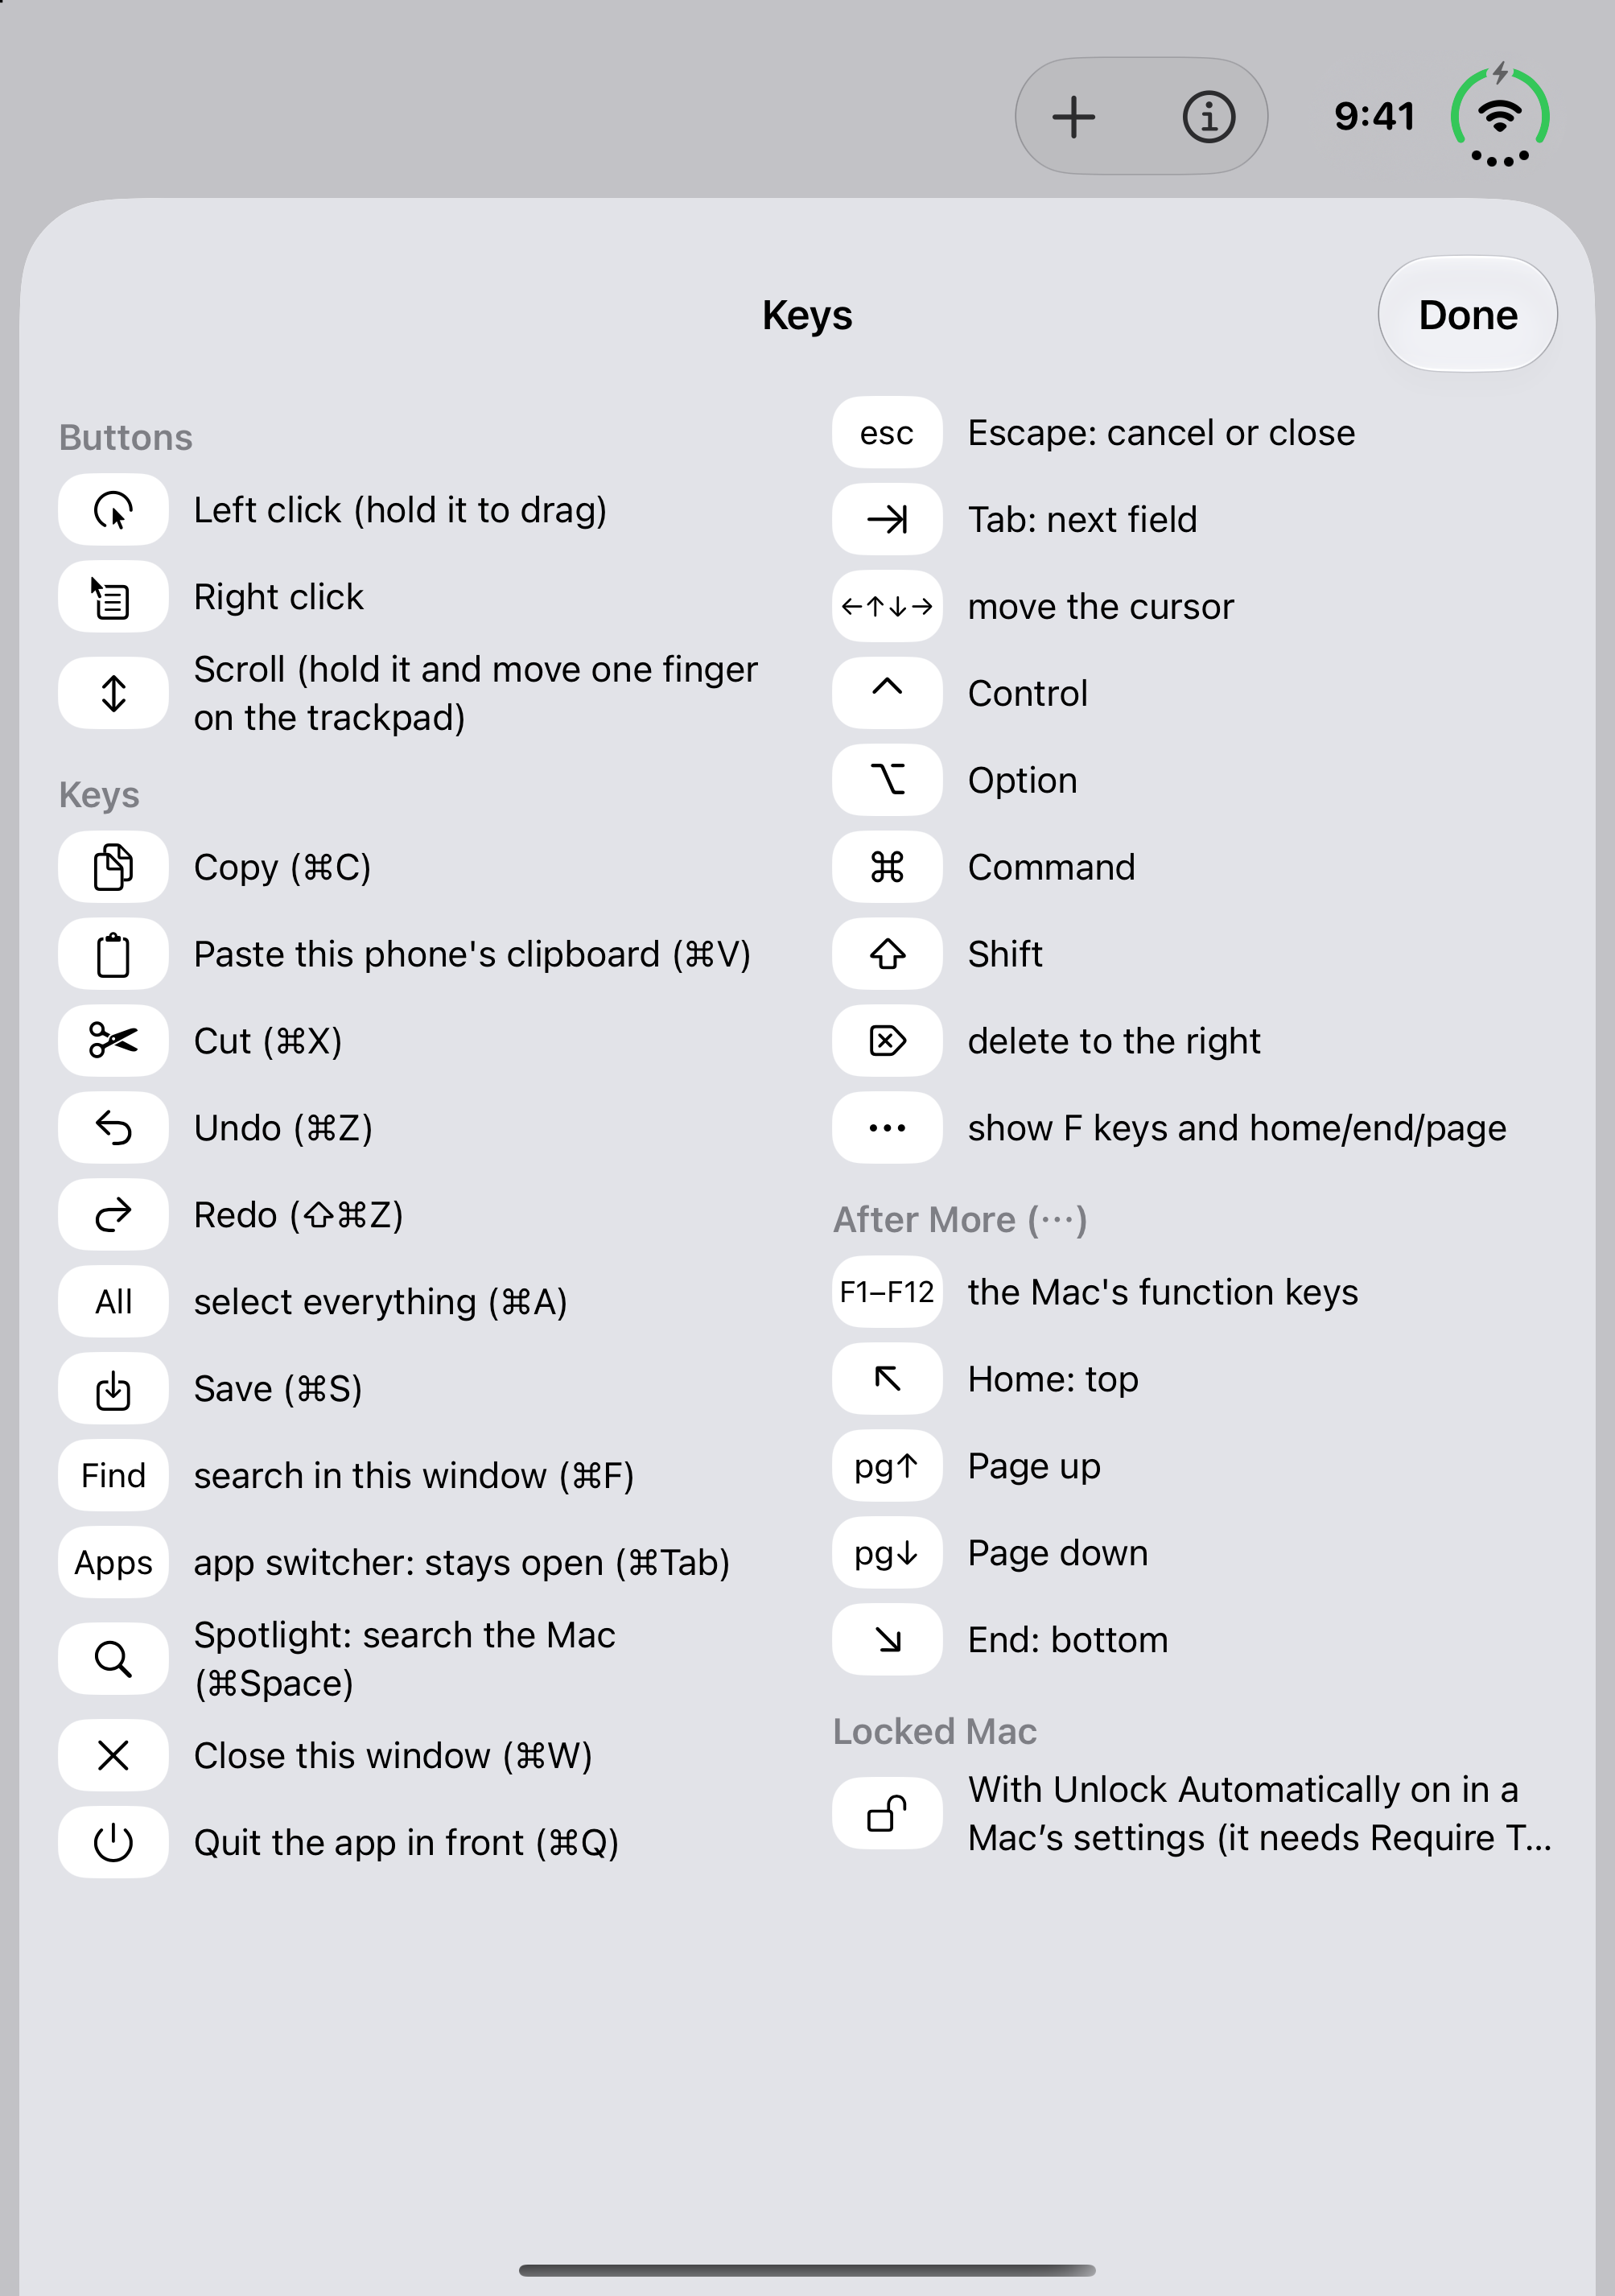 9:41
Keys
Done
Buttons
Left click (hold it to drag)
Right click
Scroll (hold it and move one finger
on the trackpad)
Keys
Copy (⌘C)
Paste this phone's clipboard (⌘V)
Cut (⌘X)
Undo (⌘Z)
Redo (⇧⌘Z)
All
select everything (⌘A)
Save (⌘S)
Find
search in this window (⌘F)
Apps
app switcher: stays open (⌘Tab)
Spotlight: search the Mac
(⌘Space)
Close this window (⌘W)
Quit the app in front (⌘Q)
esc
Escape: cancel or close
Tab: next field
←↑↓→
move the cursor
Control
Option
Command
Shift
delete to the right
show F keys and home/end/page
After More (···)
F1–F12
the Mac's function keys
Home: top
pg↑
Page up
pg↓
Page down
End: bottom
Locked Mac
With Unlock Automatically on in a
Mac’s settings (it needs Require T...